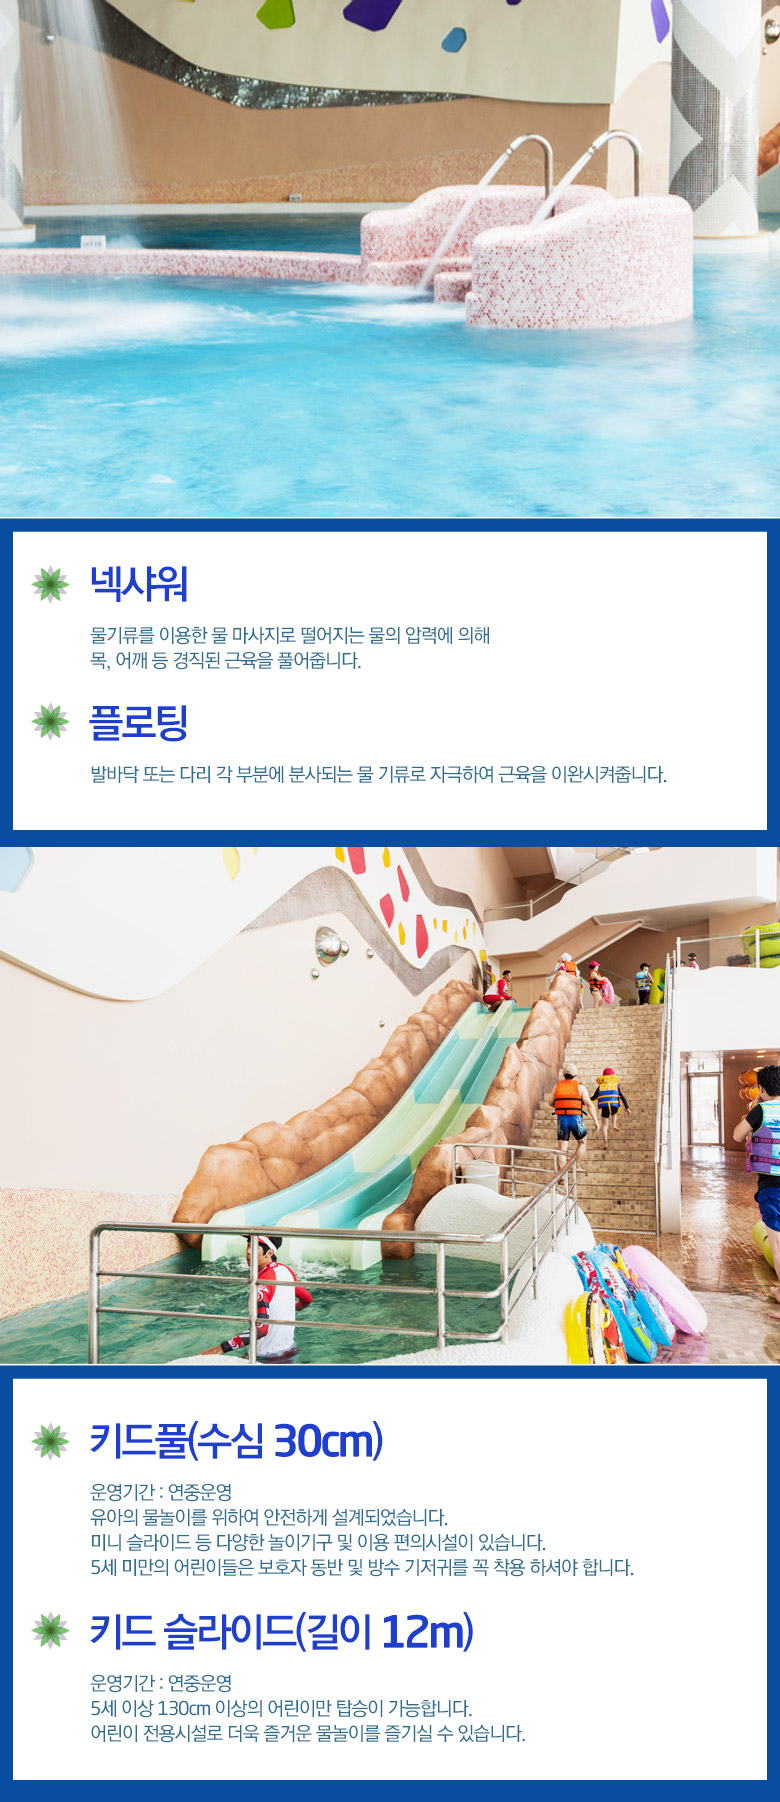 넥샤워
물기류를 이용한 물 마사지로 떨어지는 물의 압력에 의해
목, 어깨 등 경직된 근육을 풀어줍니다.
플로팅
발바닥 또는 다리 각 부분에 분사되는 물 기류로 자극하여 근육을 이완시켜줍니다.
키드풀(수심 30cm)
운영기간 : 연중운영
유아의 물놀이를 위하여 안전하게 설계되었습니다.
미니 슬라이드 등 다양한 놀이기구 및 이용 편의시설이 있습니다.
5세 미만의 어린이들은 보호자 동반 및 방수 기저귀를 꼭 착용 하셔야 합니다.
키드 슬라이드(길이 12m)
운영기간 : 연중운영
5세 이상 130cm 이상의 어린이만 탑승이 가능합니다.
어린이 전용시설로 더욱 즐거운 물놀이를 즐기실 수 있습니다.